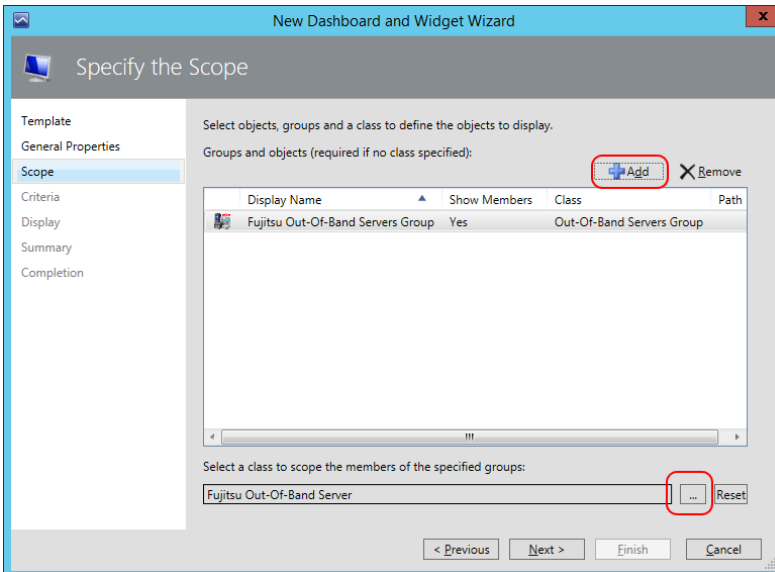 New Dashboard and Widget Wizard
x
Specify the Scope
Template
General Properties
Scope
Criteria
Display
Summary
Completion
Select objects, groups and a class to define the objects to display.
Groups and objects (required if no class specified):
Add Remove
Display Name Show Members Class Path
Fujitsu Out-Of-Band Servers Group Yes Out-Of-Band Servers Group
Select a class to scope the members of the specified groups:
Fujitsu Out-Of-Band Server ... Reset
< Previous Next > Finish Cancel